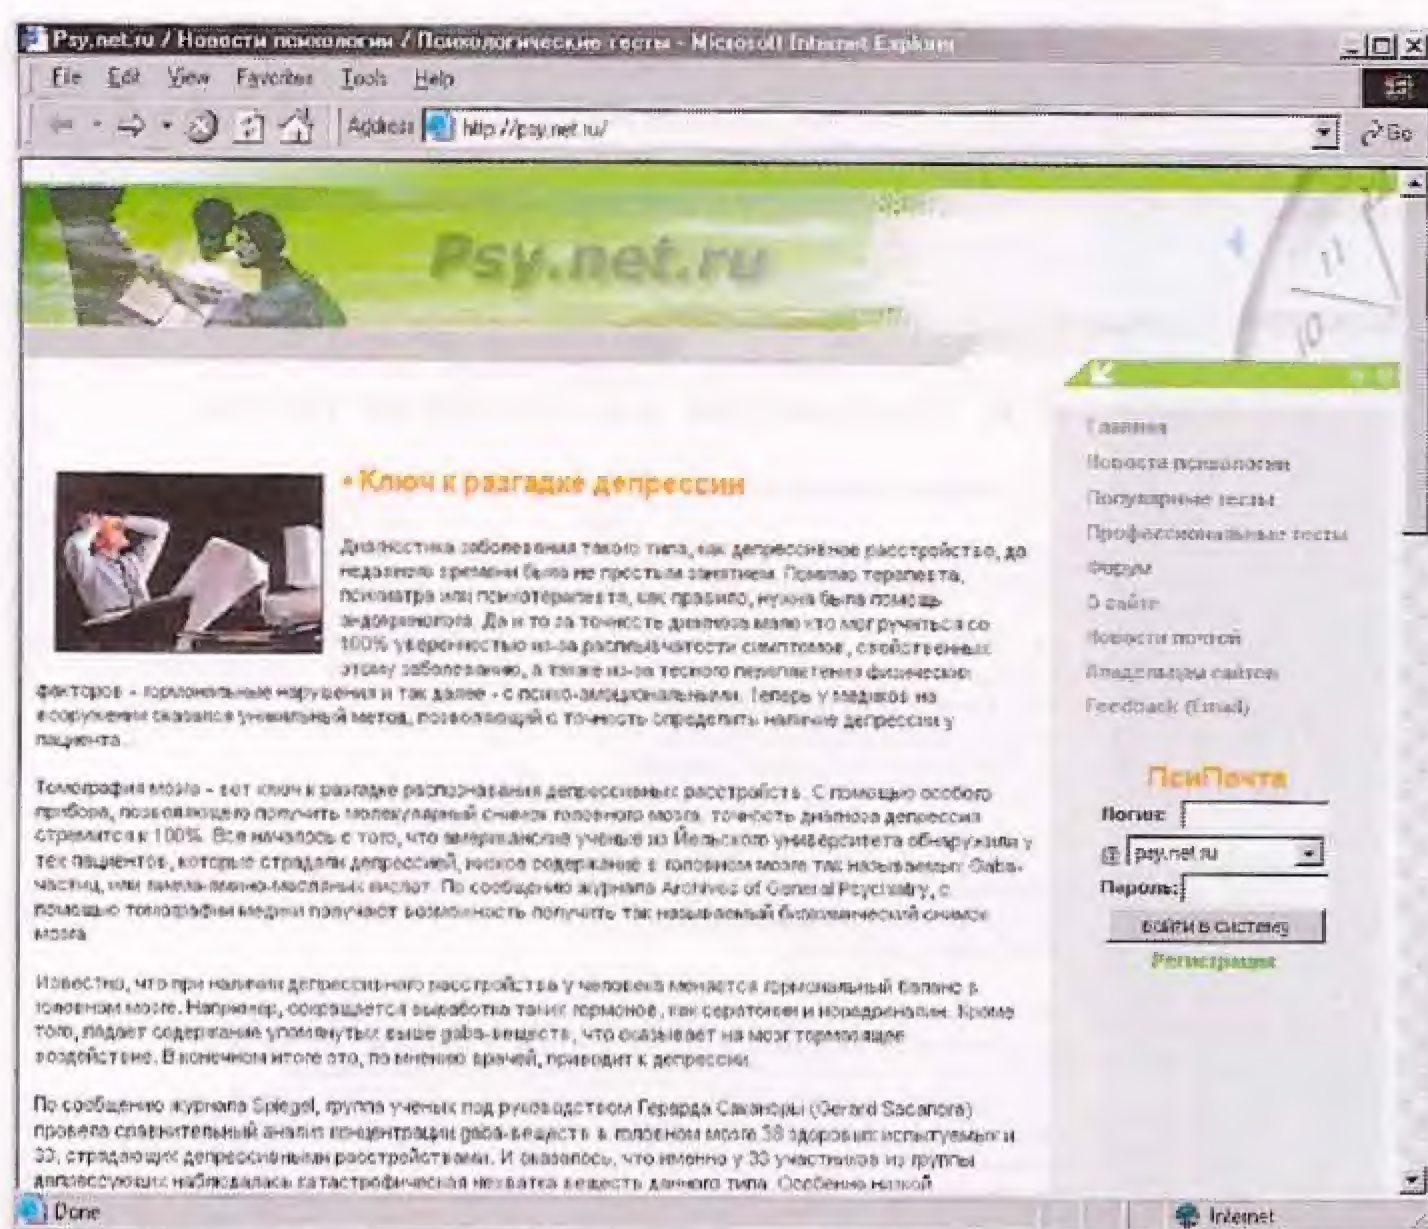 Psy.net.ru / Новости психологии / Психологические тесты - Microsoft Internet Explorer
File Edit View Favorites Tools Help
Address http://psy.net.ru/ Go
Psy.net.ru
11
10
• Ключ к разгадке депрессии
Диагностика заболевания такого типа, как депрессивное расстройство, до
недавнего времени была не простым занятием. Помимо терапевта,
психиатра или психотерапевта, как правило, нужна была помощь
эндокринолога. Да и то за точность диагноза мало кто мог ручиться со
100% уверенностью из-за расплывчатости симптомов, свойственных
этому заболеванию, а также из-за тесного переплетения физических
факторов - гормональные нарушения и так далее - с психо-эмоциональными. Теперь у медиков на
вооружении оказался уникальный метод, позволяющий с точность определить наличие депрессии у
пациента.
Томография мозга - вот ключ к разгадке распознавания депрессивных расстройств. С помощью особого
прибора, позволяющего получить молекулярный снимок головного мозга, точность диагноза депрессия
стремится к 100%. Все началось с того, что американские ученые из Йельского университета обнаружили у
тех пациентов, которые страдали депрессией, низкое содержание в головном мозге так называемых Gaba-
частиц, или гамма-амино-масляных кислот. По сообщению журнала Archives of General Psychiatry, с
помощью томографии медики получают возможность получить так называемый биохимический снимок
мозга.
Известно, что при наличии депрессивного расстройства у человека меняется гормональный баланс в
головном мозге. Например, сокращается выработка таких гормонов, как серотонин и норадреналин. Кроме
того, падает содержание упомянутых выше gaba-веществ, что оказывает на мозг тормозящее
воздействие. В конечном итоге это, по мнению врачей, приводит к депрессии.
По сообщению журнала Spiegel, группа ученых под руководством Герарда Саканоры (Gerard Sacanora)
провела сравнительный анализ концентрации gaba-веществ в головном мозге 38 здоровых испытуемых и
33, страдающих депрессивными расстройствами. И оказалось, что именно у 33 участников из группы
депрессующих наблюдалась катастрофическая нехватка веществ данного типа. Особенно низкой
Главная
Новости психологии
Популярные тесты
Профессиональные тесты
Форум
О сайте
Новости почтой
Владельцам сайтов
Feedback (Email)
ПсиПочта
Логин:
@ psy.net.ru
Пароль:
войти в систему
Регистрация
Done Internet